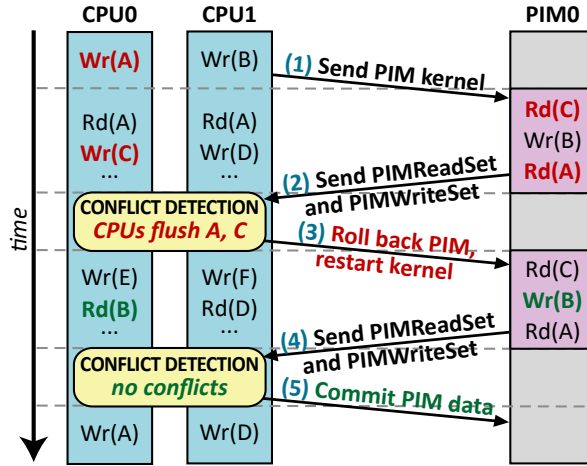 CPU0 CPU1 PIM0
Wr(A) Wr(B) (1) Send PIM kernel
Rd(C)
Rd(A) Rd(A) Wr(B)
Wr(C) Wr(D) Rd(A)
... ...
(2) Send PIMReadSet
and PIMWriteSet
CONFLICT DETECTION
CPUs flush A, C
(3) Roll back PIM,
restart kernel
time
Wr(E) Wr(F) Rd(C)
Rd(B) Rd(D) Wr(B)
... ... Rd(A)
(4) Send PIMReadSet
and PIMWriteSet
CONFLICT DETECTION
no conflicts
(5) Commit PIM data
Wr(A) Wr(D)